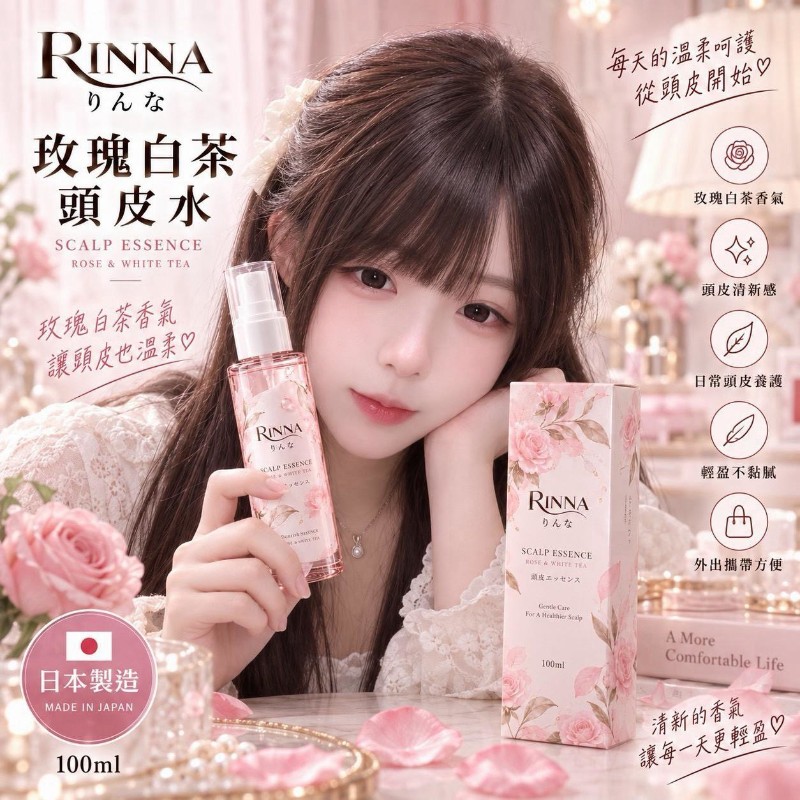 RINNA
りんな
玫瑰白茶
頭皮水
SCALP ESSENCE
ROSE & WHITE TEA
玫瑰白茶香氣
讓頭皮也溫柔♡
每天的溫柔呵護
從頭皮開始♡
玫瑰白茶香氣
頭皮清新感
日常頭皮養護
輕盈不黏膩
外出攜帶方便
RINNA
りんな
SCALP ESSENCE
ROSE & WHITE TEA
エッセンス
RINNA
りんな
SCALP ESSENCE
ROSE & WHITE TEA
頭皮エッセンス
Gentle Care
For A Healthier Scalp
100ml
A More
Comfortable Life
日本製造
MADE IN JAPAN
100ml
清新的香氣
讓每一天更輕盈♡